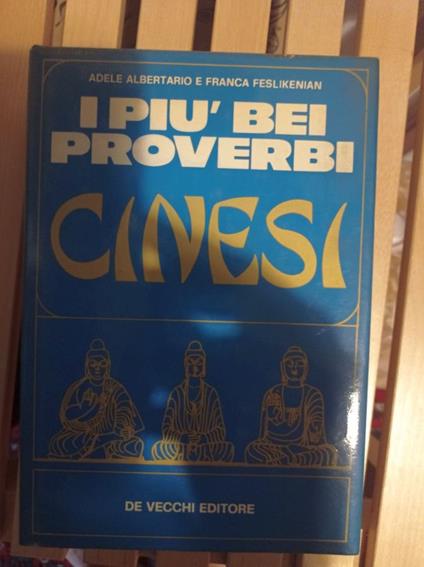 ADELE ALBERTARIO E FRANCA FESLIKENIAN
I PIU' BEI
PROVERBI
CINESI
DE VECCHI EDITORE